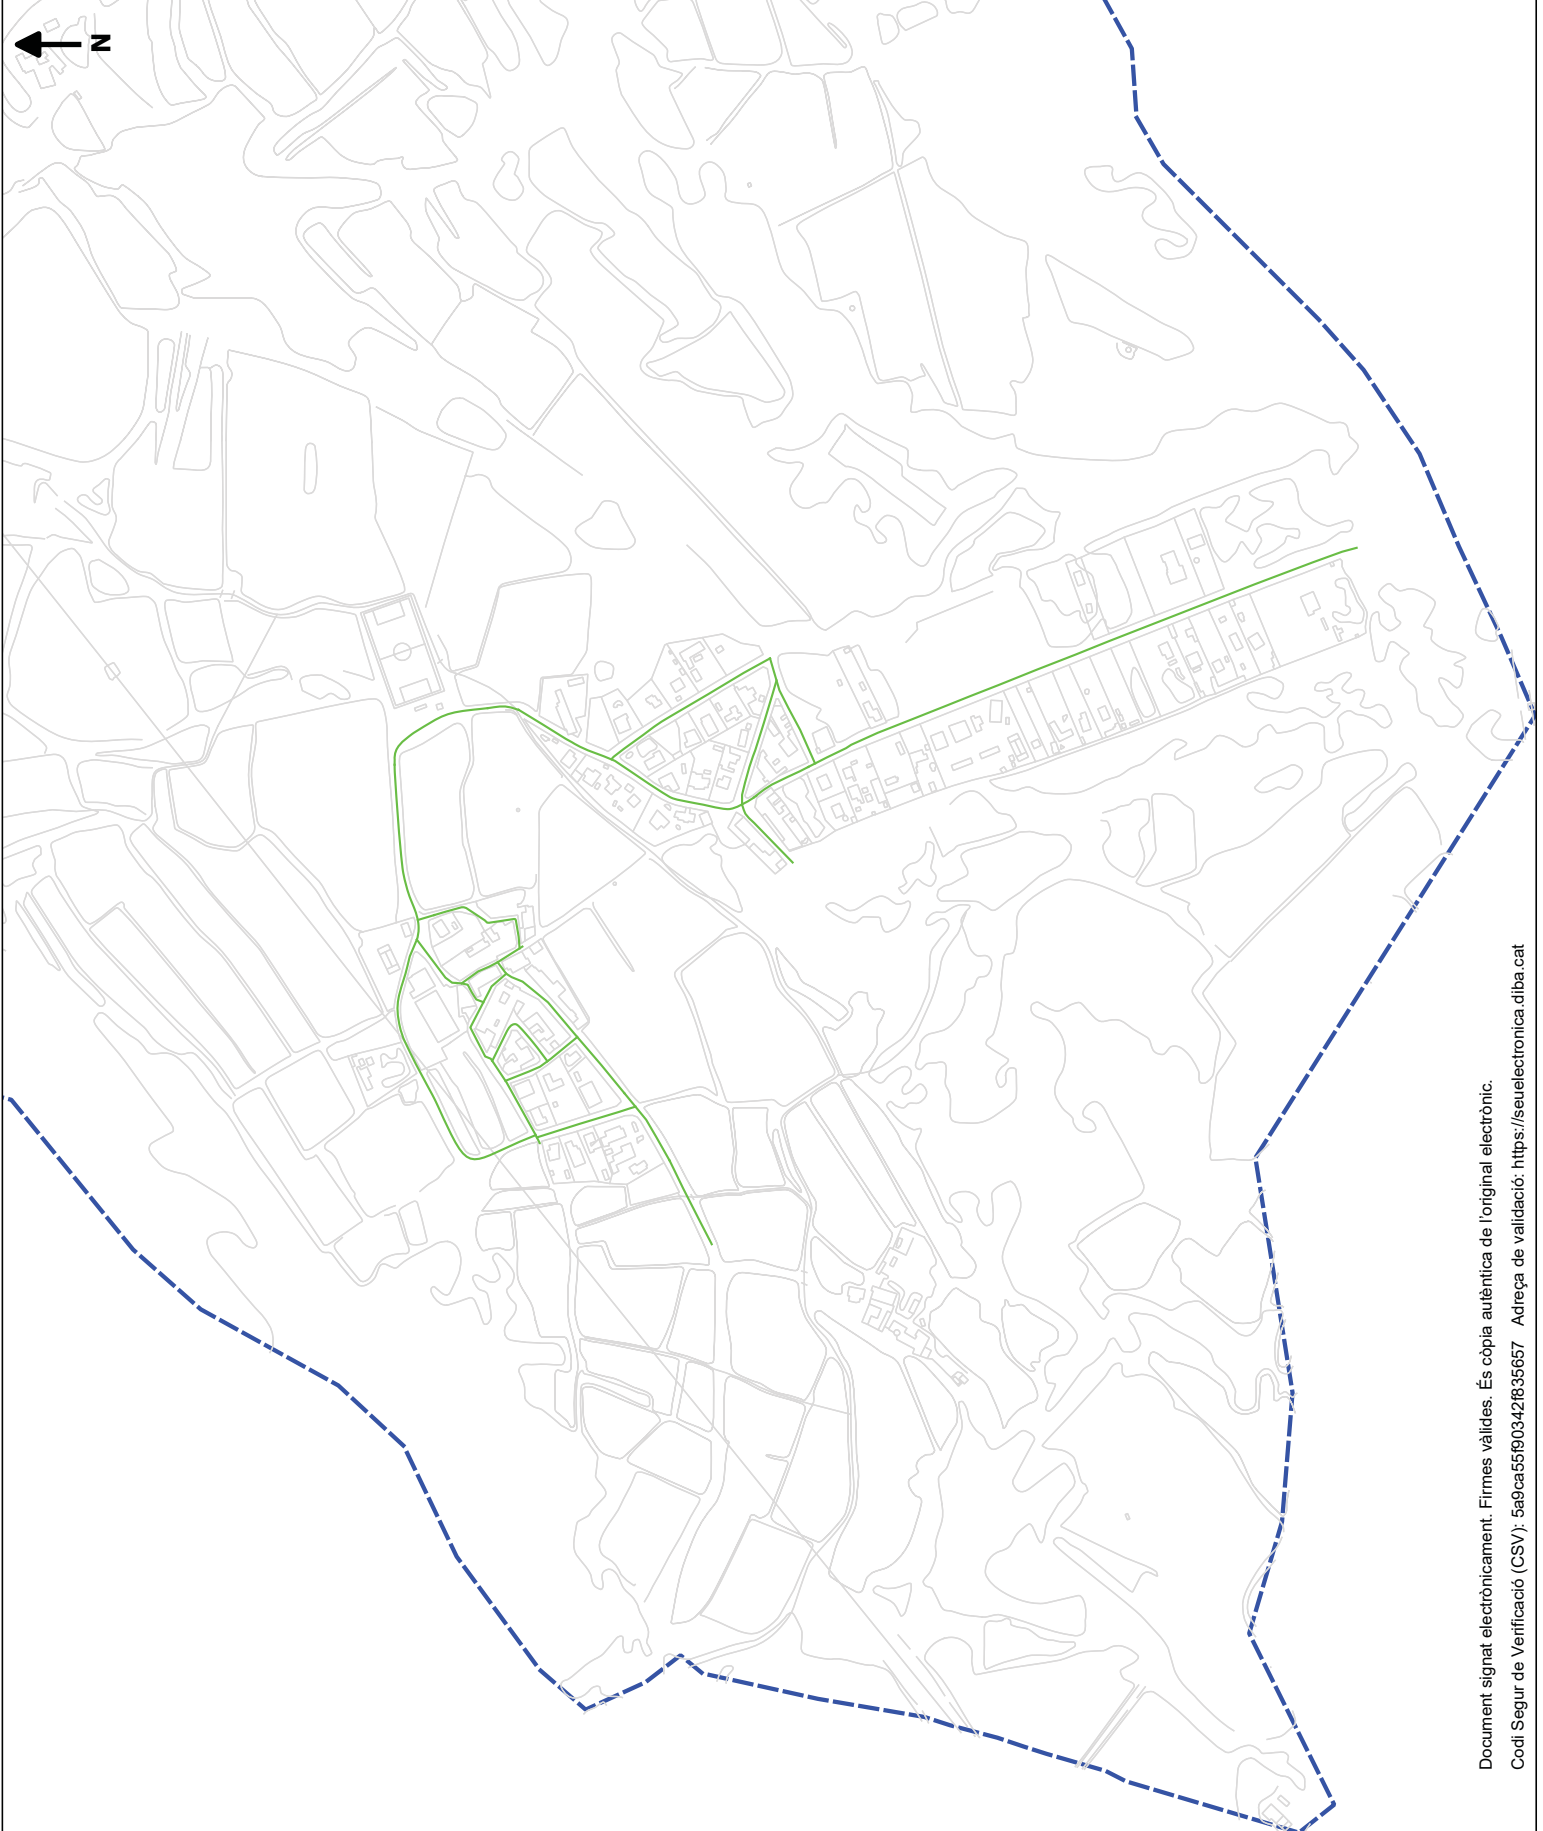 N
Document signat electrònicament. Firmes vàlides. És còpia autèntica de l'original electrònic.
Codi Segur de Verificació (CSV): 5a9ca55f90342f835657 Adreça de validació: https://seuelectronica.diba.cat